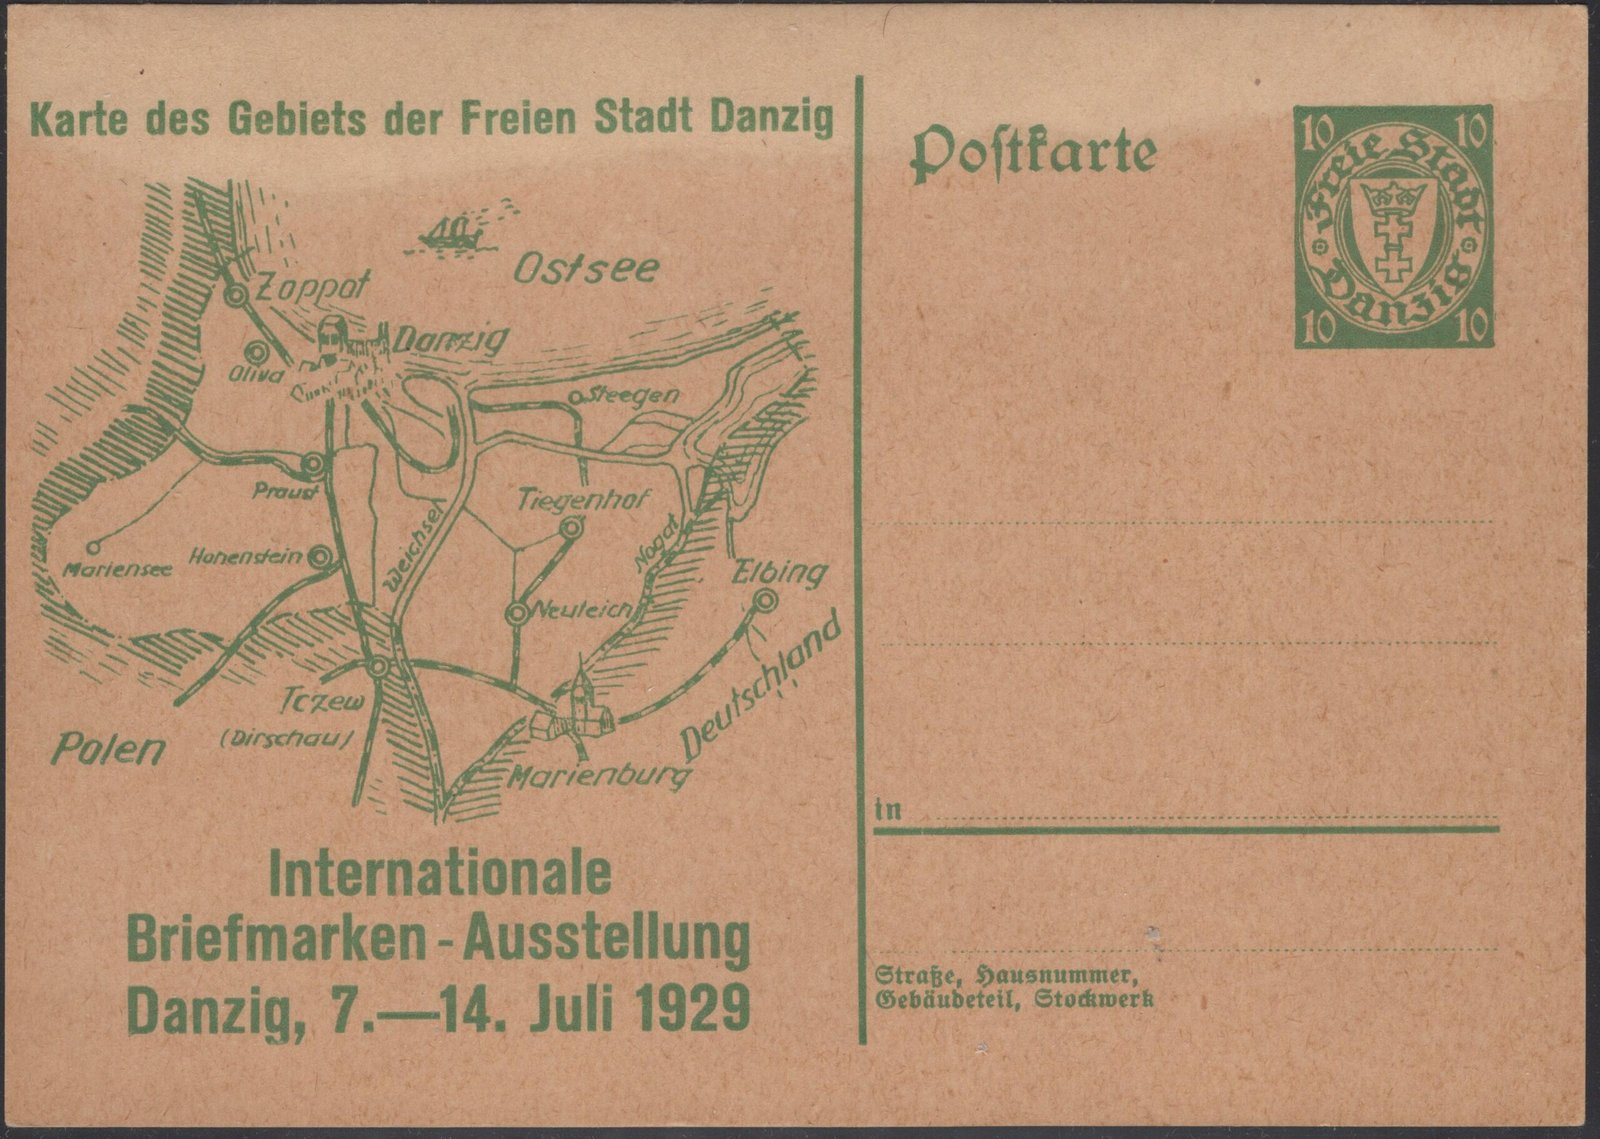 Karte des Gebiets der Freien Stadt Danzig
Postkarte
10 10
Freie Stadt
Danzig
10 10
Ostsee
Zoppot
Danzig
Oliva
Steegen
Praust
Tiegenhof
Weichsel
Nogat
Mariensee
Hohenstein
Elbing
Neuteich
Deutschland
Tczew
(Dirschau)
Polen
Marienburg
in
Internationale
Briefmarken-Ausstellung
Danzig, 7.—14. Juli 1929
Straße, Hausnummer,
Gebäudeteil, Stockwerk